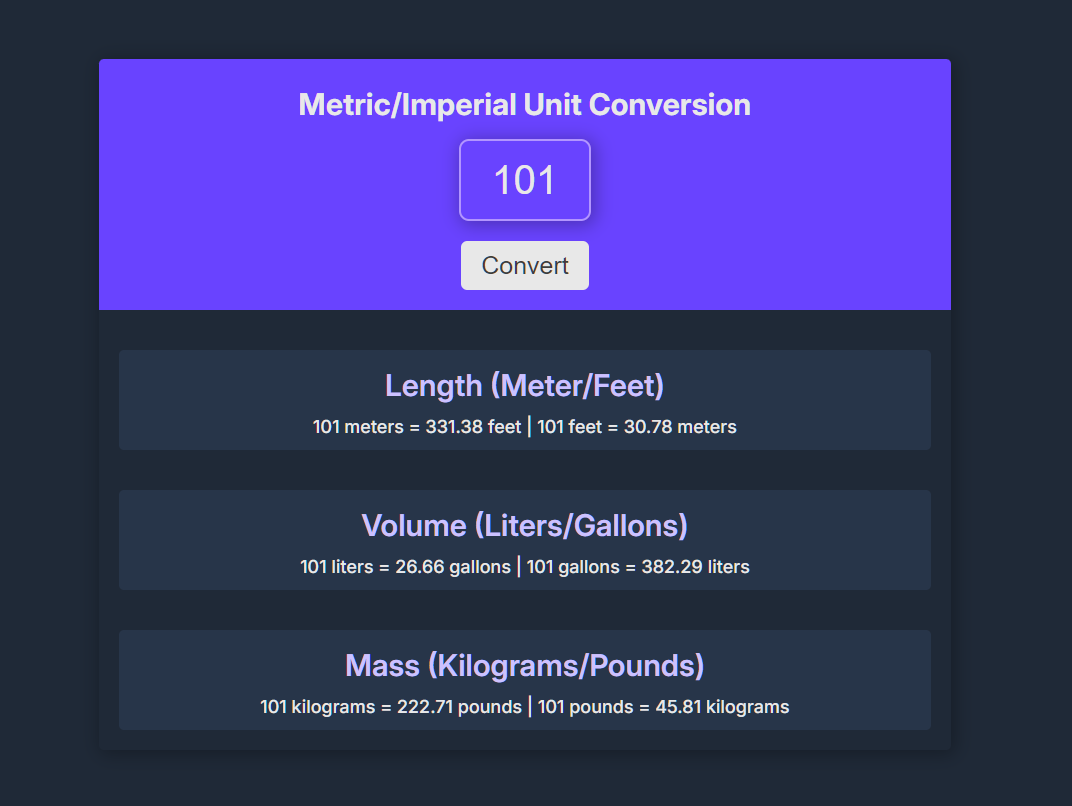 Metric/Imperial Unit Conversion
101
Convert
Length (Meter/Feet)
101 meters = 331.38 feet | 101 feet = 30.78 meters
Volume (Liters/Gallons)
101 liters = 26.66 gallons | 101 gallons = 382.29 liters
Mass (Kilograms/Pounds)
101 kilograms = 222.71 pounds | 101 pounds = 45.81 kilograms